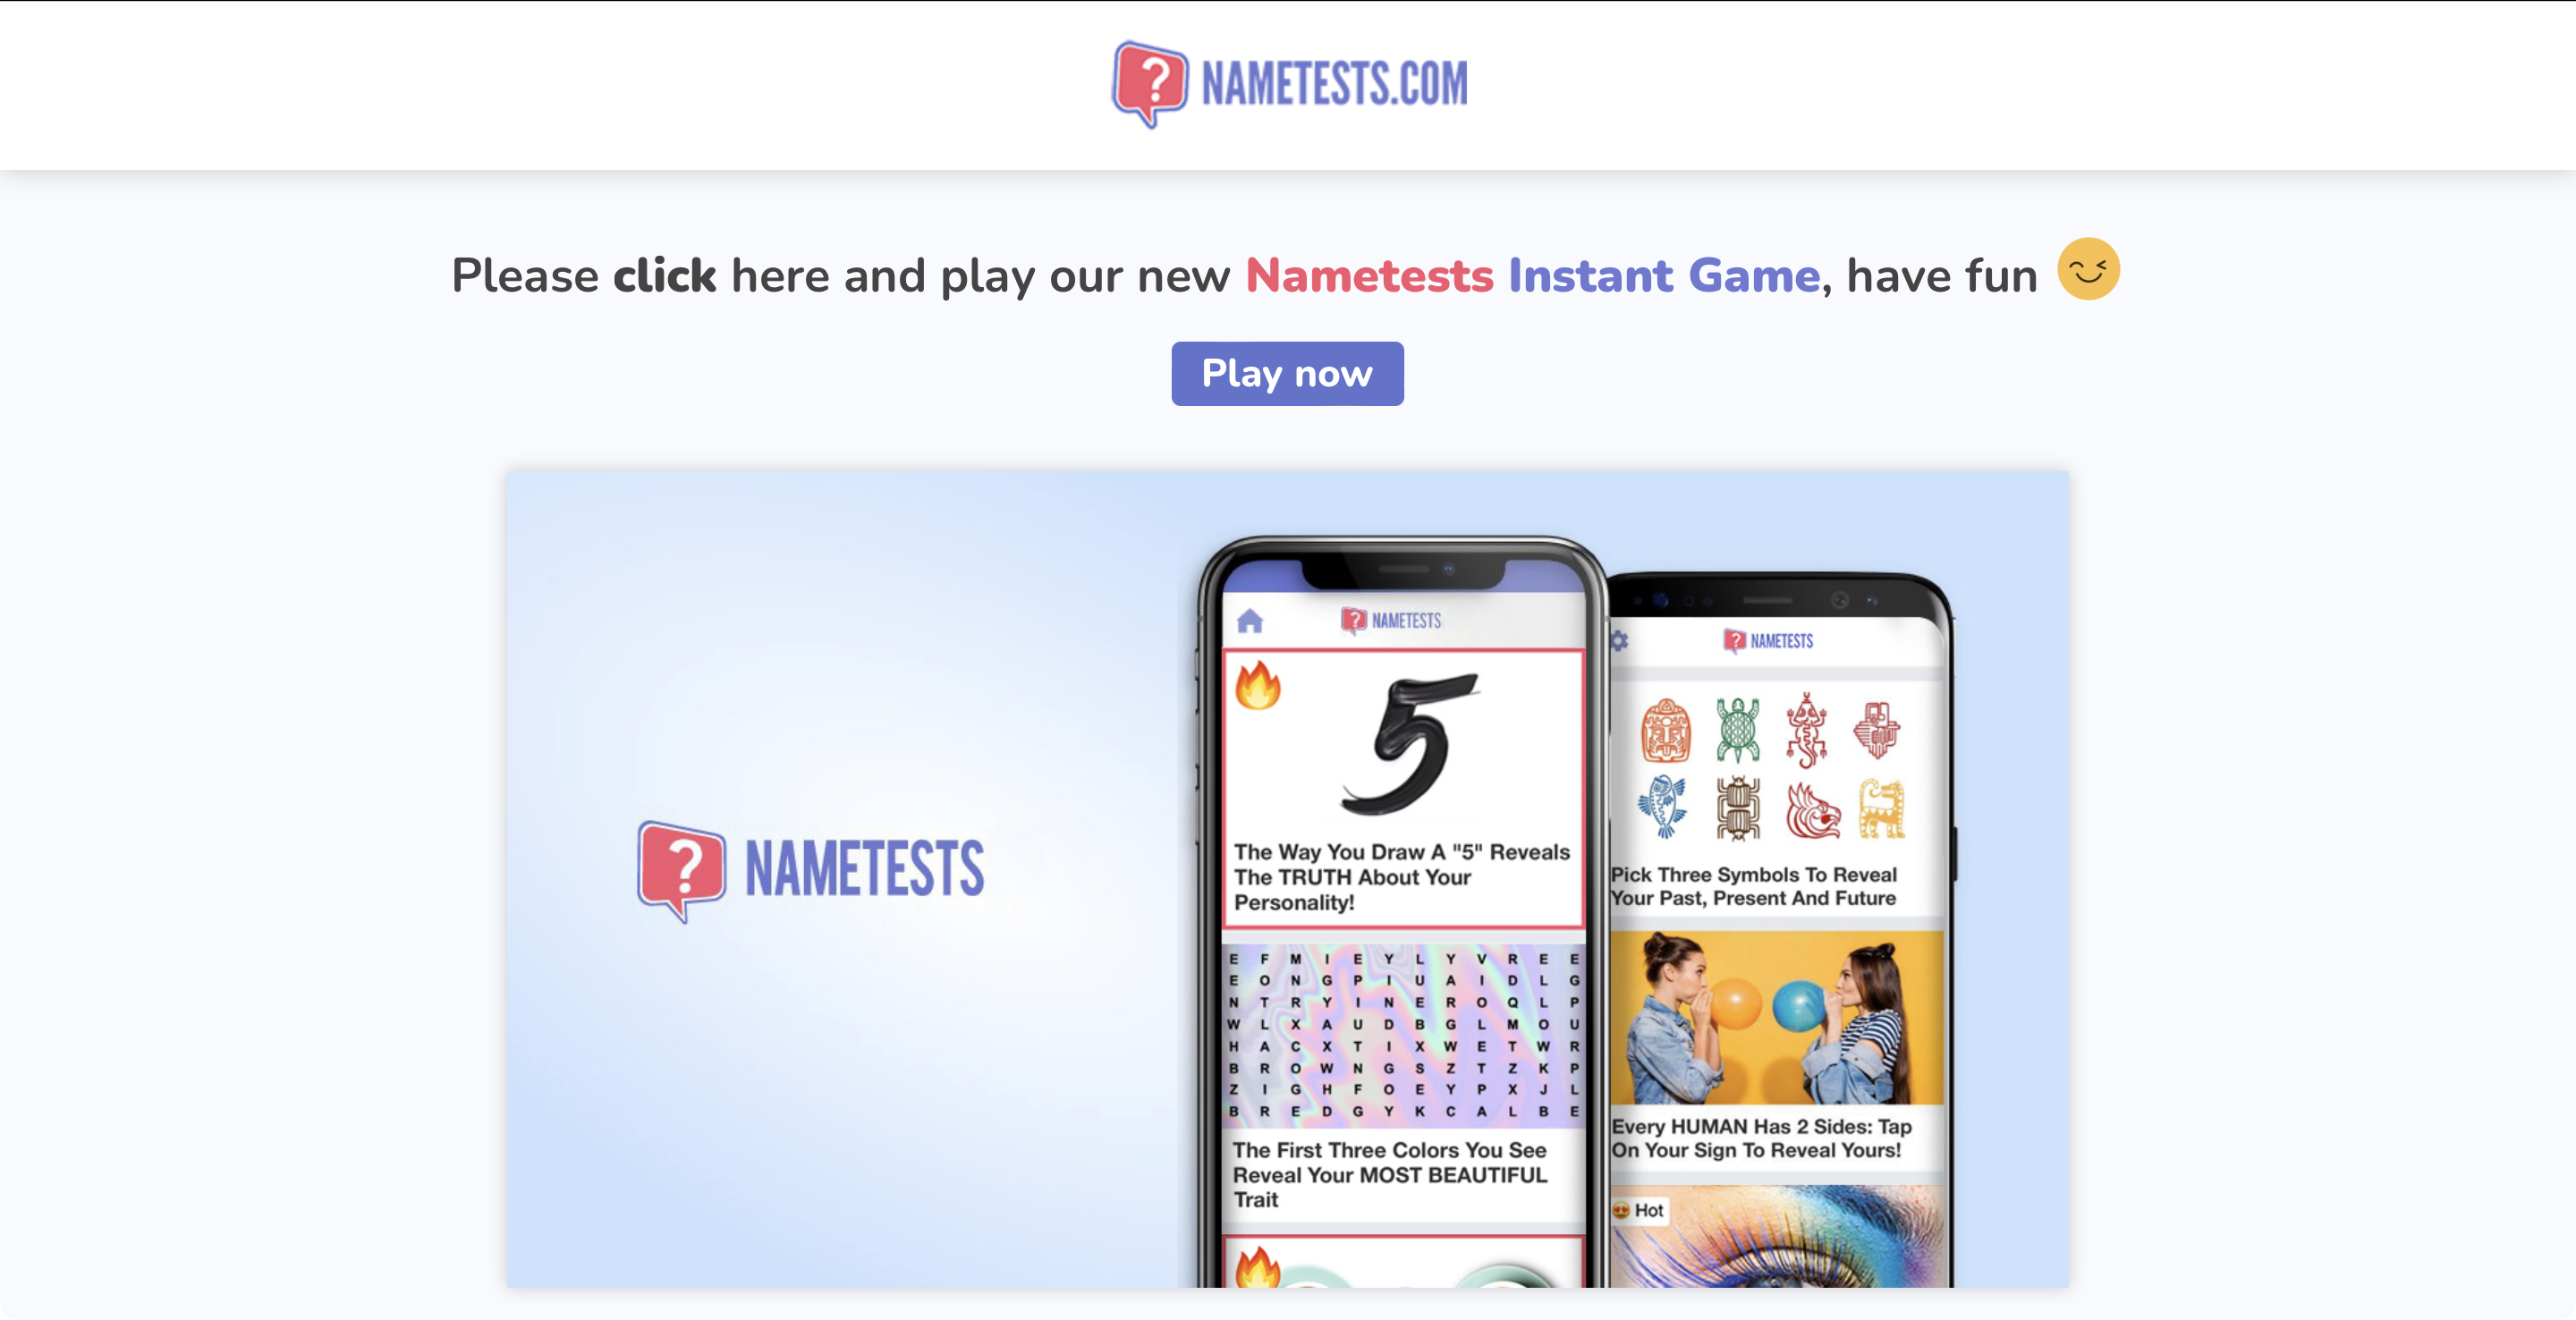 NAMETESTS.COM
Please click here and play our new Nametests Instant Game, have fun
Play now
NAMETESTS
NAMETESTS
The Way You Draw A "5" Reveals
The TRUTH About Your
Personality!
E F M I E Y L Y V R E E
E O N G P I U A I D L G
N T R Y I N E R O Q L P
W L X A U D B G L M O U
H A C X T I X W E T W R
B R O W N G S Z T Z K P
Z I G H F O E Y P X J L
B R E D G Y K C A L B E
The First Three Colors You See
Reveal Your MOST BEAUTIFUL
Trait
NAMETESTS
Pick Three Symbols To Reveal
Your Past, Present And Future
Every HUMAN Has 2 Sides: Tap
On Your Sign To Reveal Yours!
Hot